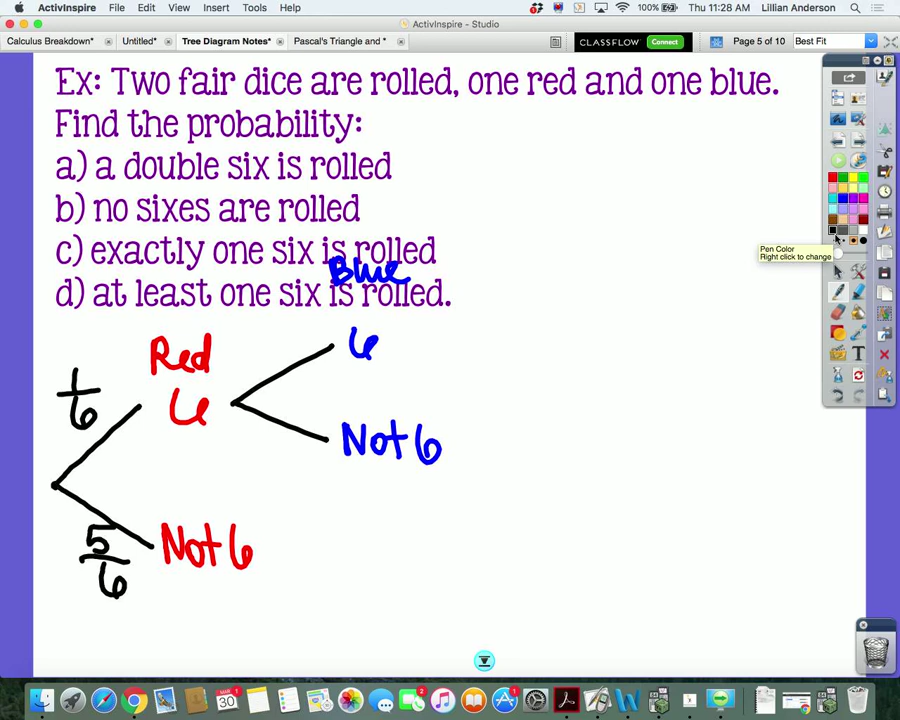 ActivInspire File Edit View Insert Tools Help 100% Thu 11:28 AM Lillian Anderson
ActivInspire - Studio
Calculus Breakdown* Untitled* Tree Diagram Notes* Pascal's Triangle and * CLASSFLOW Connect Page 5 of 10 Best Fit
Ex: Two fair dice are rolled, one red and one blue.
Find the probability:
a) a double six is rolled
b) no sixes are rolled
c) exactly one six is rolled
Pen Color
Right click to change
Blue
d) at least one six is rolled.
Red
6
1/6
6
Not 6
5/6
Not 6